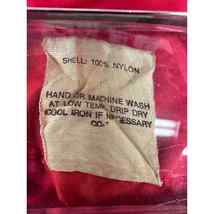 SHELL: 100% NYLON
HAND OR MACHINE WASH
AT LOW TEMP. DRIP DRY
COOL IRON IF NECESSARY